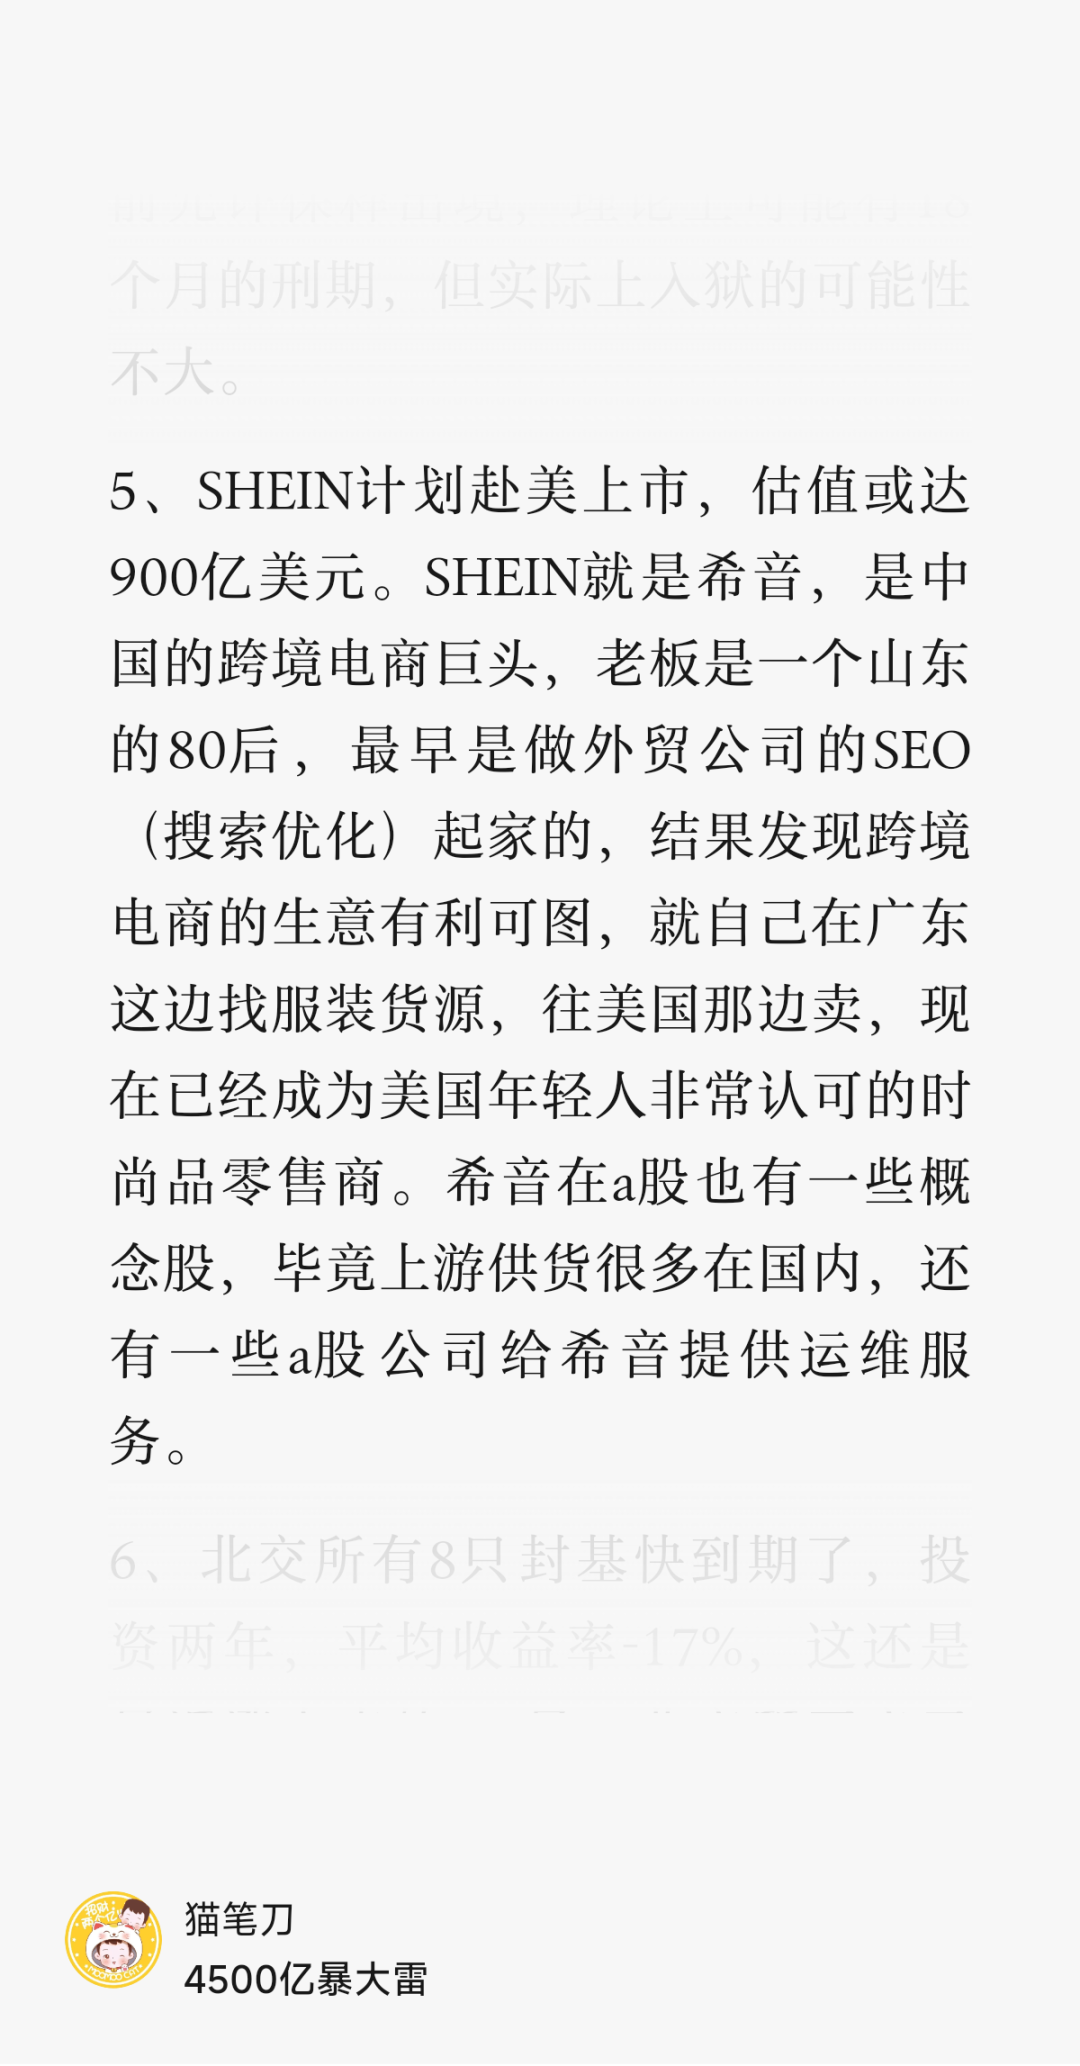 个月的刑期，但实际上入狱的可能性
不大。
5、SHEIN计划赴美上市，估值或达
900亿美元。SHEIN就是希音，是中
国的跨境电商巨头，老板是一个山东
的80后，最早是做外贸公司的SEO
（搜索优化）起家的，结果发现跨境
电商的生意有利可图，就自己在广东
这边找服装货源，往美国那边卖，现
在已经成为美国年轻人非常认可的时
尚品零售商。希音在a股也有一些概
念股，毕竟上游供货很多在国内，还
有一些a股公司给希音提供运维服
务。
6、北交所有8只封基快到期了，投
资两年，平均收益率-17%，这还是
猫笔刀
4500亿暴大雷